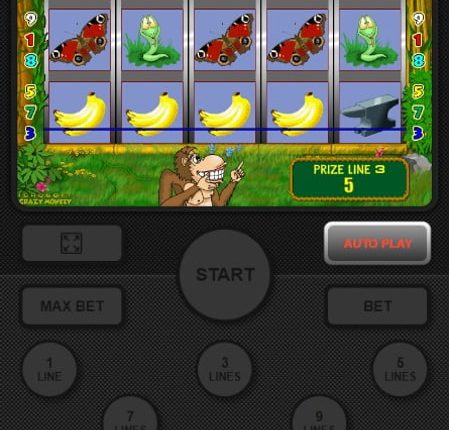 9
1
8
5
7
3
9
1
8
5
7
3
PRIZE LINE 3
5
CRAZY MONKEY
AUTO PLAY
START
MAX BET
BET
1
LINE
3
LINES
5
LINES
7
LINES
9
LINES